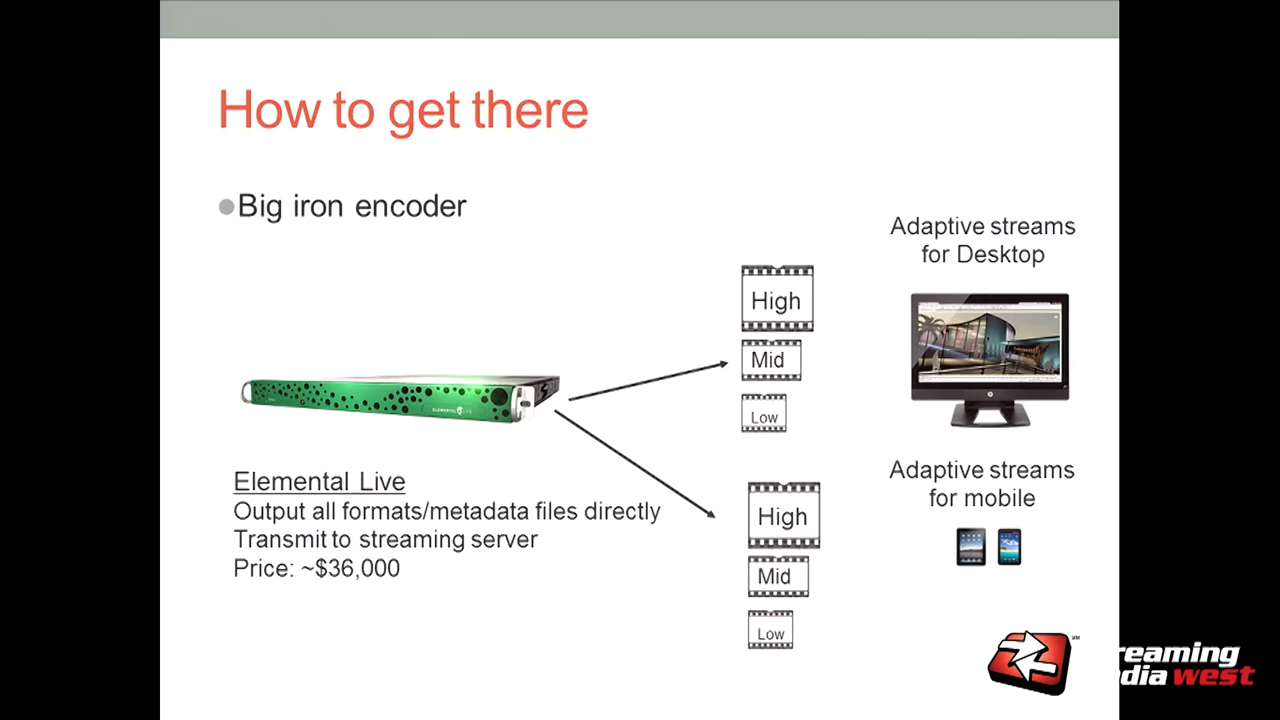 How to get there
Big iron encoder
Adaptive streams
for Desktop
High
Mid
Low
ELEMENTAL LIVE
Elemental Live
Output all formats/metadata files directly
Transmit to streaming server
Price: ~$36,000
Adaptive streams
for mobile
High
Mid
Low
reaming
dia west